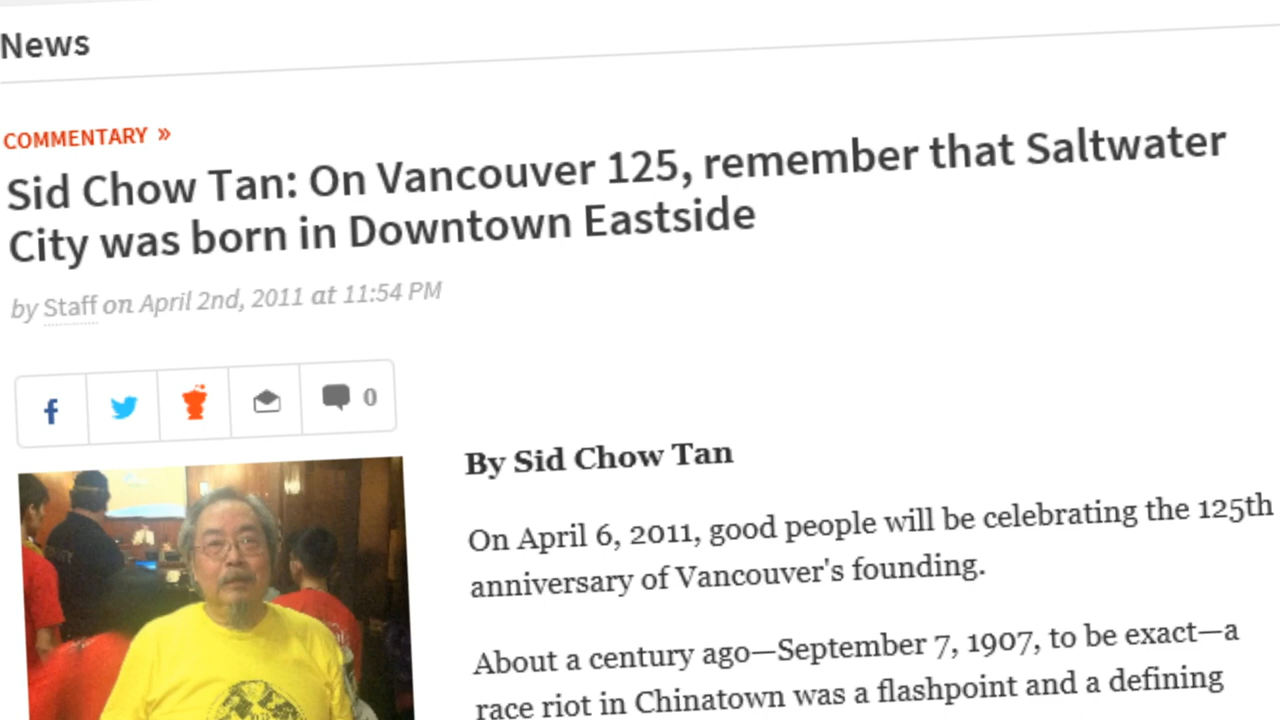 News
COMMENTARY »
Sid Chow Tan: On Vancouver 125, remember that Saltwater
City was born in Downtown Eastside
by Staff on April 2nd, 2011 at 11:54 PM
0
By Sid Chow Tan
On April 6, 2011, good people will be celebrating the 125th
anniversary of Vancouver's founding.
About a century ago—September 7, 1907, to be exact—a
race riot in Chinatown was a flashpoint and a defining